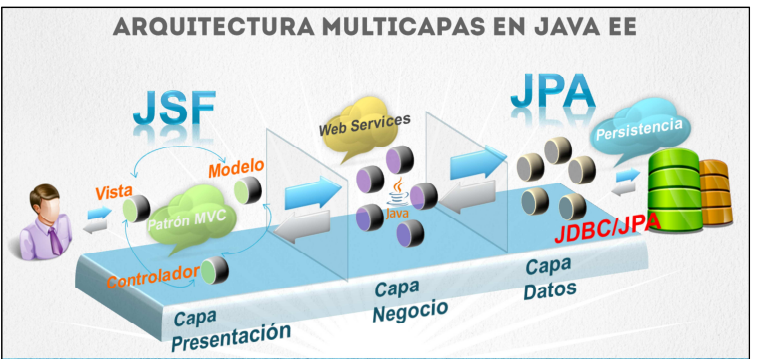 ARQUITECTURA MULTICAPAS EN JAVA EE
JSF
JPA
Web Services
Persistencia
Modelo
Vista
Patrón MVC
Java
JDBC/JPA
Controlador
Capa
Presentación
Capa
Negocio
Capa
Datos